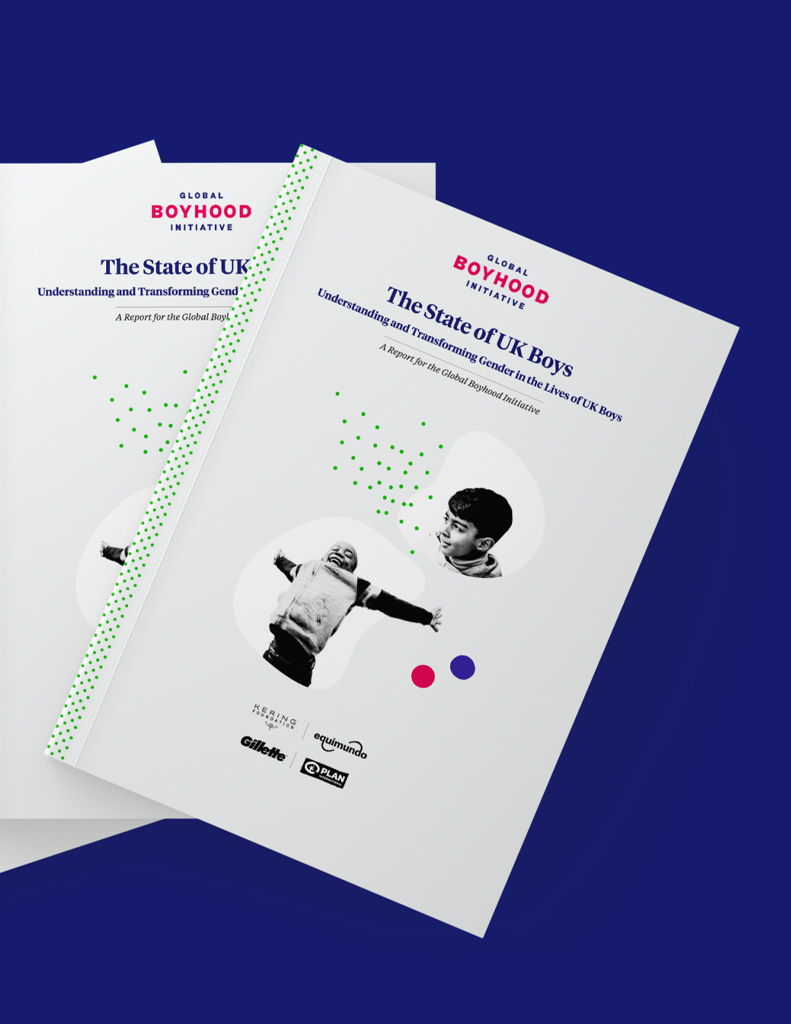 GLOBAL
BOYHOOD
INITIATIVE
The State of UK
Understanding and Transforming Gend
A Report for the Global Boy
GLOBAL
BOYHOOD
INITIATIVE
The State of UK Boys
Understanding and Transforming Gender in the Lives of UK Boys
A Report for the Global Boyhood Initiative
KERING
FOUNDATION
equimundo
Gillette
PLAN